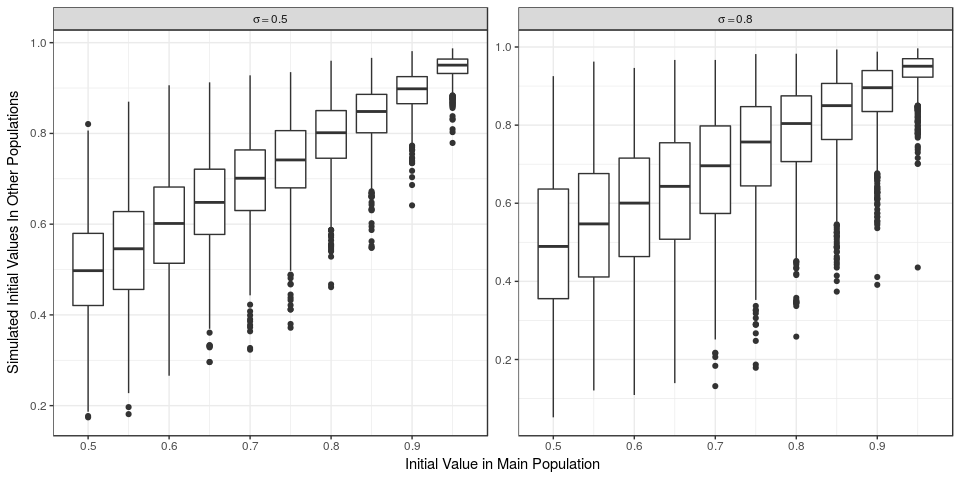 σ = 0.5
σ = 0.8
Simulated Initial Values In Other Populations
1.0
0.8
0.6
0.4
0.2
1.0
0.8
0.6
0.4
0.2
0.5 0.6 0.7 0.8 0.9
0.5 0.6 0.7 0.8 0.9
Initial Value in Main Population